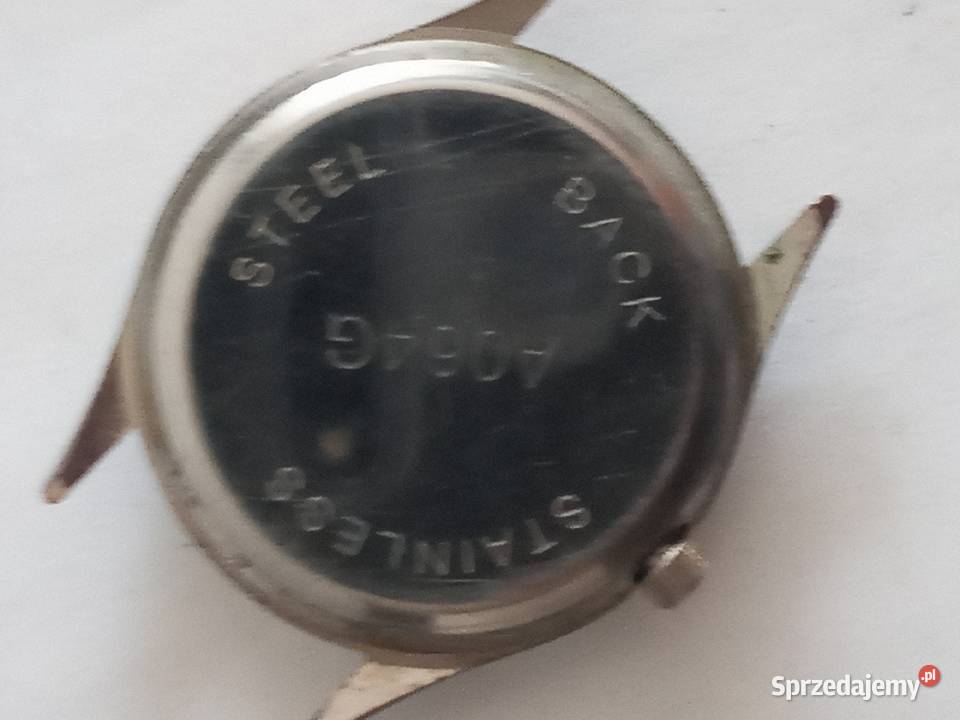 STAINLESS STEEL BACK
A064G
Sprzedajemy.pl